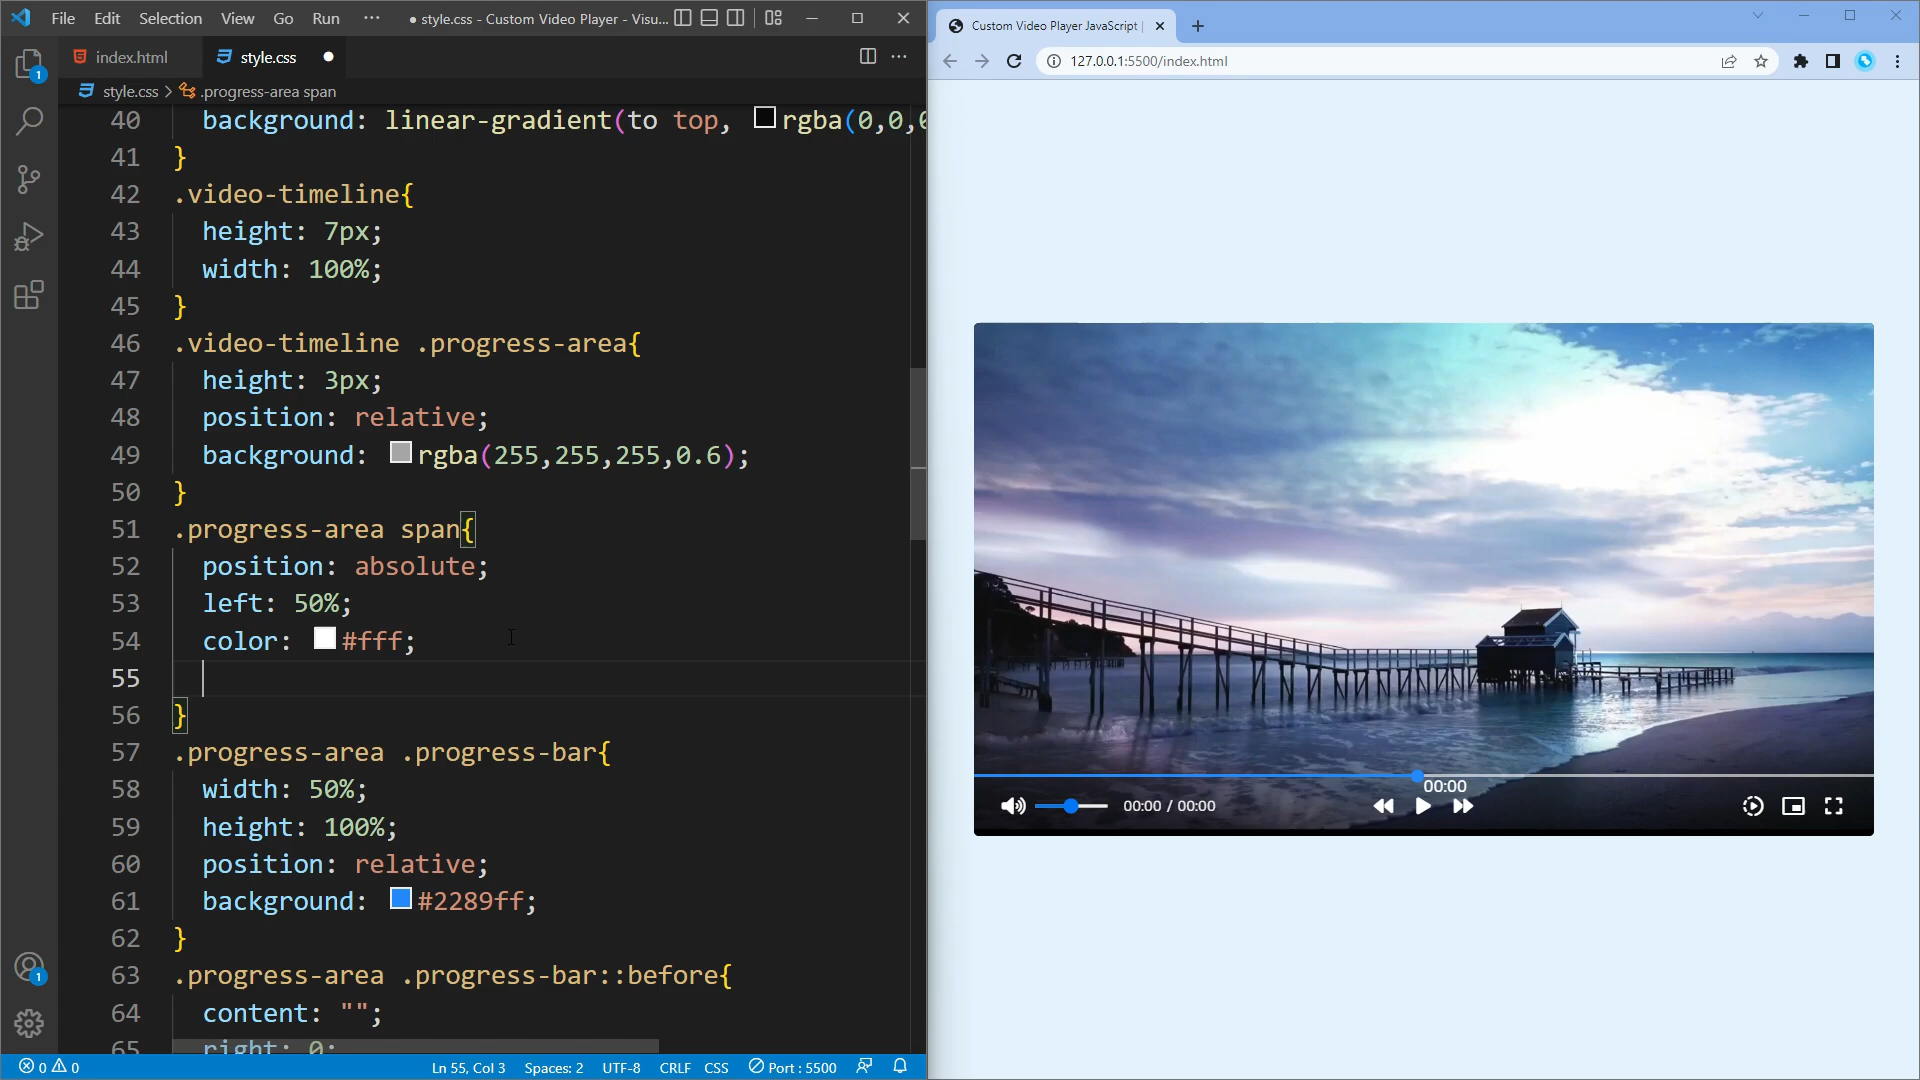 File Edit Selection View Go Run ··· ● style.css - Custom Video Player - Visu...
index.html style.css ●
style.css > .progress-area span
40 background: linear-gradient(to top, rgba(0,0,0
41 }
42 .video-timeline{
43 height: 7px;
44 width: 100%;
45 }
46 .video-timeline .progress-area{
47 height: 3px;
48 position: relative;
49 background: rgba(255,255,255,0.6);
50 }
51 .progress-area span{
52 position: absolute;
53 left: 50%;
54 color: #fff;
55
56 }
57 .progress-area .progress-bar{
58 width: 50%;
59 height: 100%;
60 position: relative;
61 background: #2289ff;
62 }
63 .progress-area .progress-bar::before{
64 content: "";
65 right: 0;
1
1
0 0 Ln 55, Col 3 Spaces: 2 UTF-8 CRLF CSS Port : 5500
Custom Video Player JavaScript |
127.0.0.1:5500/index.html
00:00
00:00 / 00:00